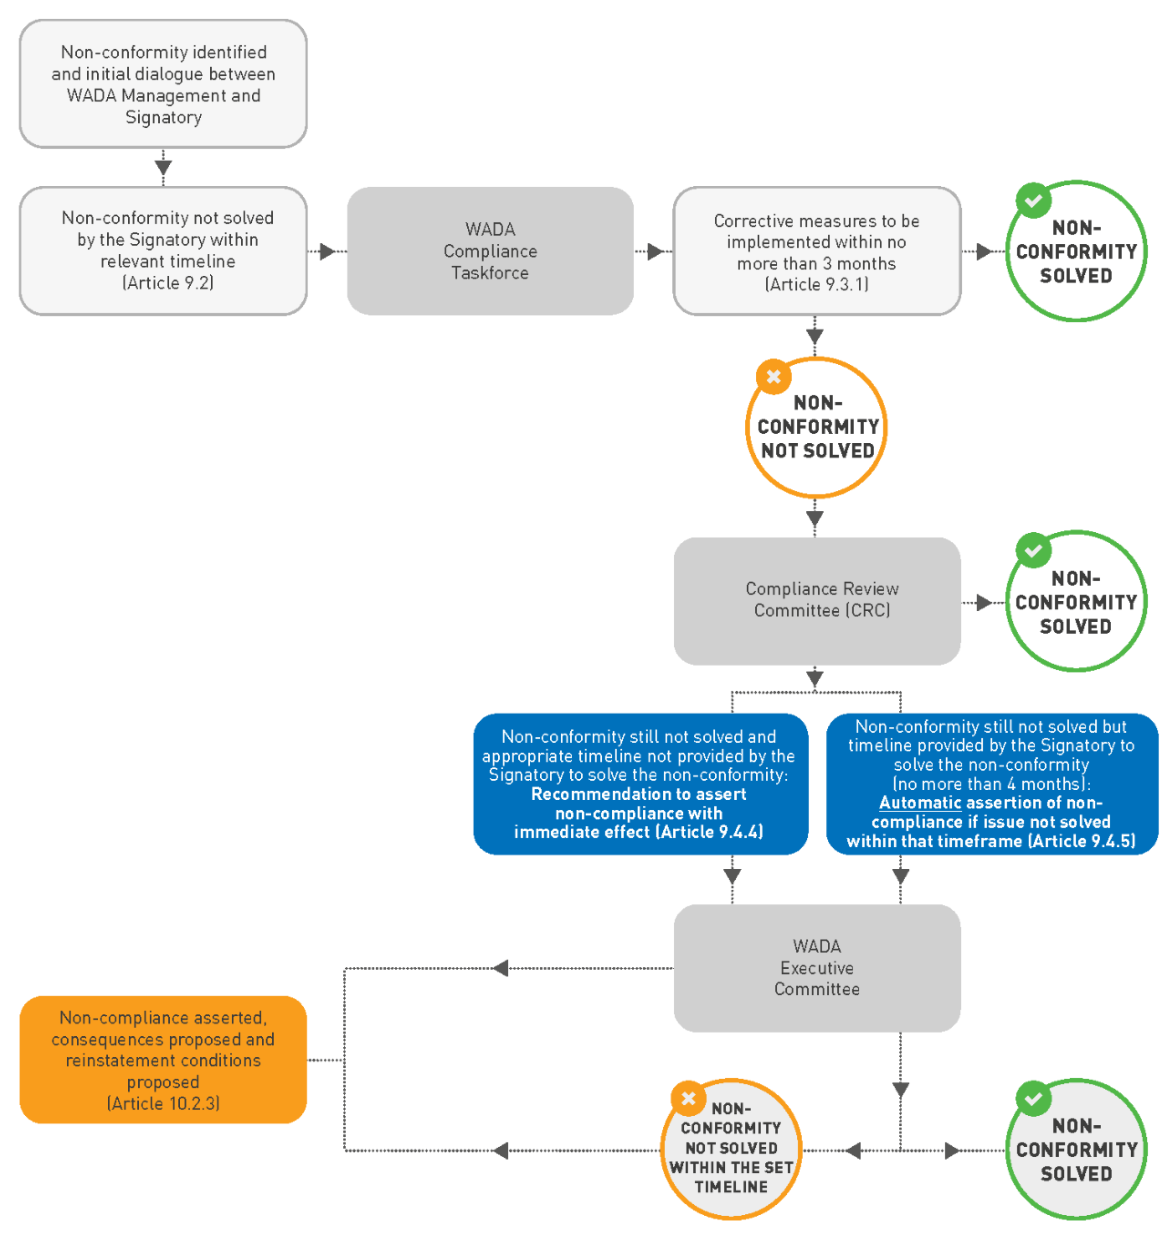 Non-conformity identified
and initial dialogue between
WADA Management and
Signatory
Non-conformity not solved
by the Signatory within
relevant timeline
(Article 9.2)
WADA
Compliance
Taskforce
Corrective measures to be
implemented within no
more than 3 months
(Article 9.3.1)
NON-
CONFORMITY
SOLVED
NON-
CONFORMITY
NOT SOLVED
Compliance Review
Committee (CRC)
NON-
CONFORMITY
SOLVED
Non-conformity still not solved and
appropriate timeline not provided by the
Signatory to solve the non-conformity:
Recommendation to assert
non-compliance with
immediate effect (Article 9.4.4)
Non-conformity still not solved but
timeline provided by the Signatory to
solve the non-conformity
(no more than 4 months):
Automatic assertion of non-
compliance if issue not solved
within that timeframe (Article 9.4.5)
WADA
Executive
Committee
Non-compliance asserted,
consequences proposed and
reinstatement conditions
proposed
(Article 10.2.3)
NON-
CONFORMITY
NOT SOLVED
WITHIN THE SET
TIMELINE
NON-
CONFORMITY
SOLVED